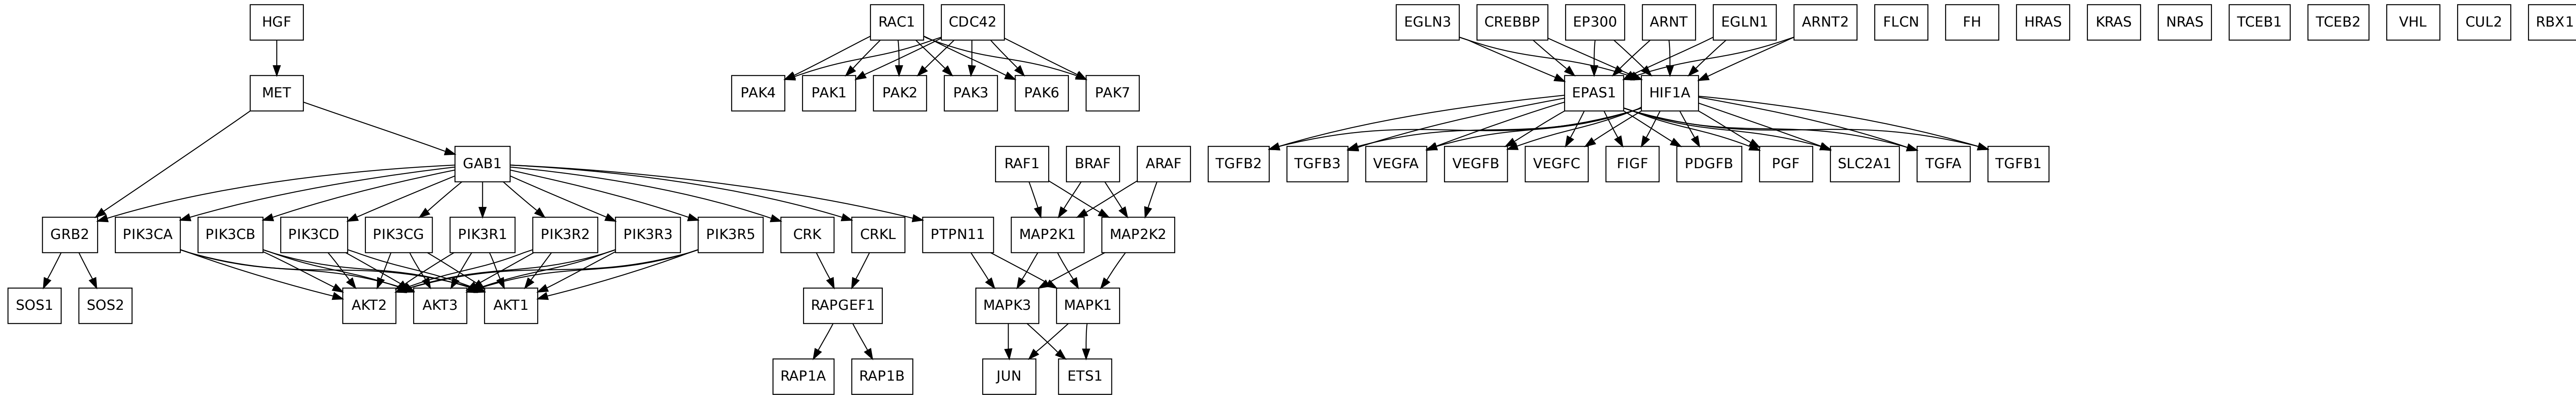 HGF RAC1 CDC42 EGLN3 CREBBP EP300 ARNT EGLN1 ARNT2 FLCN FH HRAS KRAS NRAS TCEB1 TCEB2 VHL CUL2 RBX1
MET PAK4 PAK1 PAK2 PAK3 PAK6 PAK7 EPAS1 HIF1A
GAB1 RAF1 BRAF ARAF TGFB2 TGFB3 VEGFA VEGFB VEGFC FIGF PDGFB PGF SLC2A1 TGFA TGFB1
GRB2 PIK3CA PIK3CB PIK3CD PIK3CG PIK3R1 PIK3R2 PIK3R3 PIK3R5 CRK CRKL PTPN11 MAP2K1 MAP2K2
SOS1 SOS2 AKT2 AKT3 AKT1 RAPGEF1 MAPK3 MAPK1
RAP1A RAP1B JUN ETS1